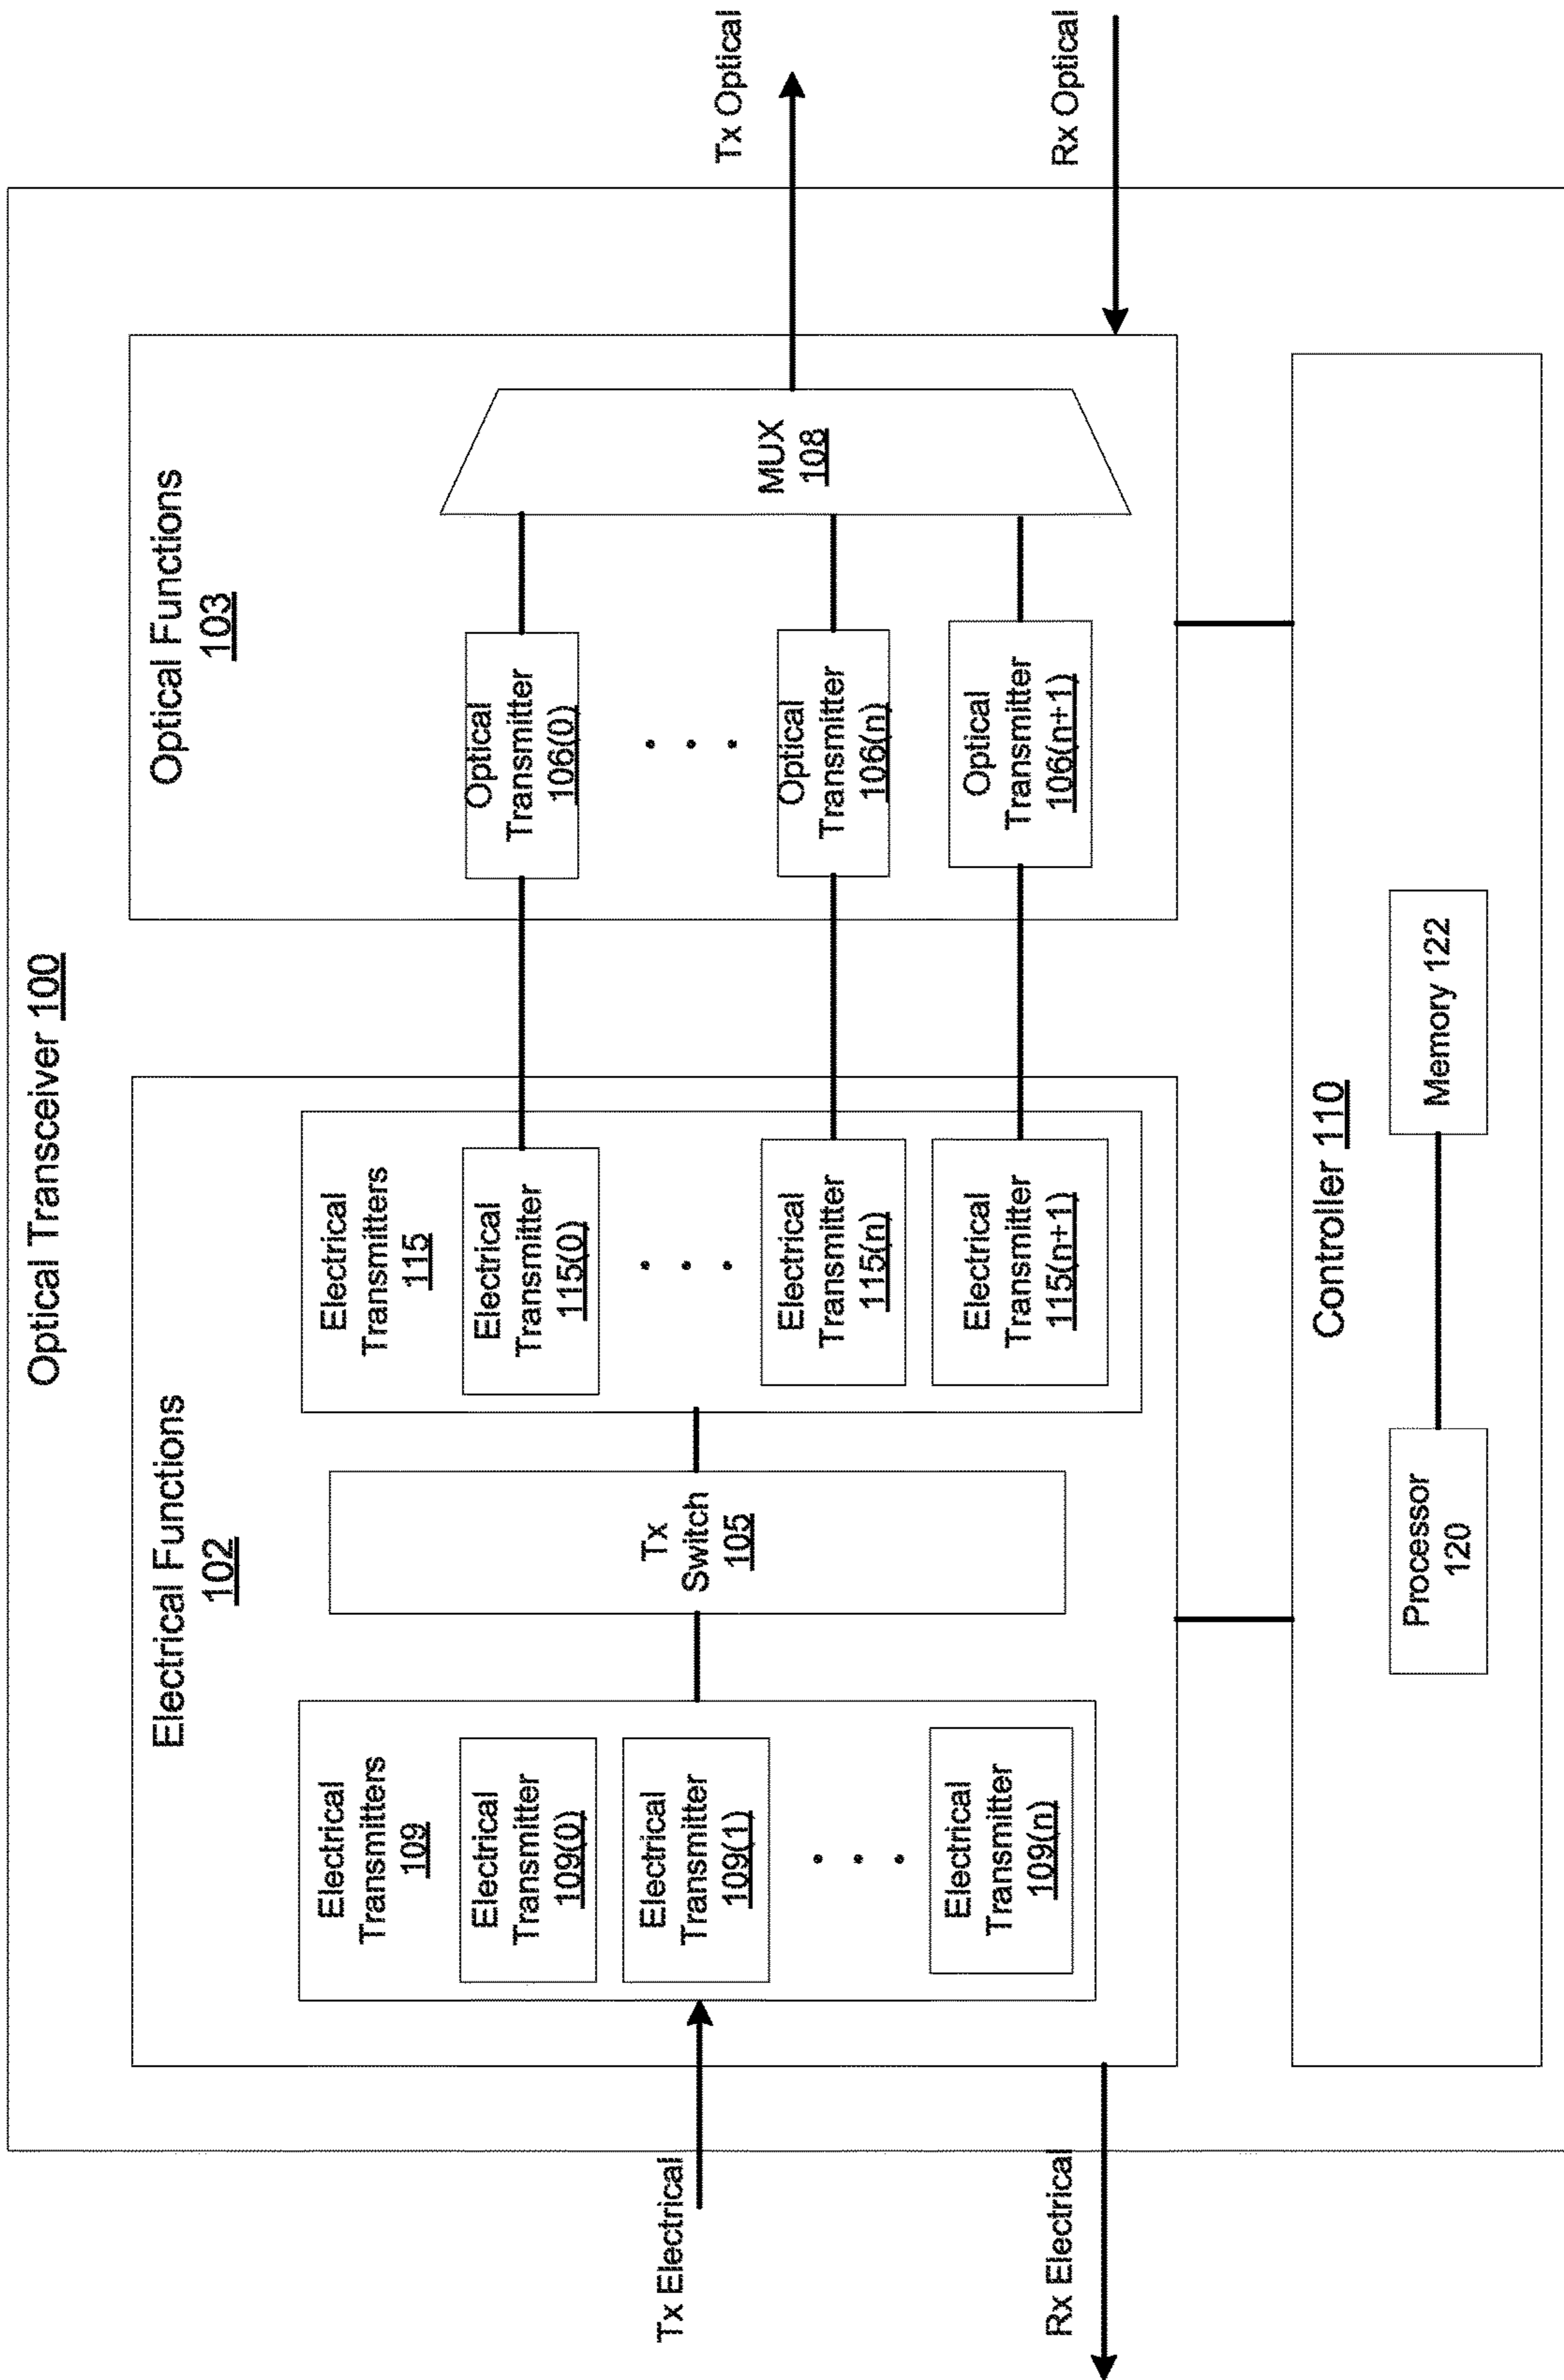 Optical Transceiver 100
Electrical Functions
102
Optical Functions
103
Tx Electrical
Rx Electrical
Electrical
Transmitters
109
Electrical
Transmitter
109(0)
Electrical
Transmitter
109(1)
Electrical
Transmitter
109(n)
Tx
Switch
105
Electrical
Transmitters
115
Electrical
Transmitter
115(0)
Electrical
Transmitter
115(n)
Electrical
Transmitter
115(n+1)
Optical
Transmitter
106(0)
Optical
Transmitter
106(n)
Optical
Transmitter
106(n+1)
MUX
108
Tx Optical
Rx Optical
Controller 110
Processor
120
Memory 122